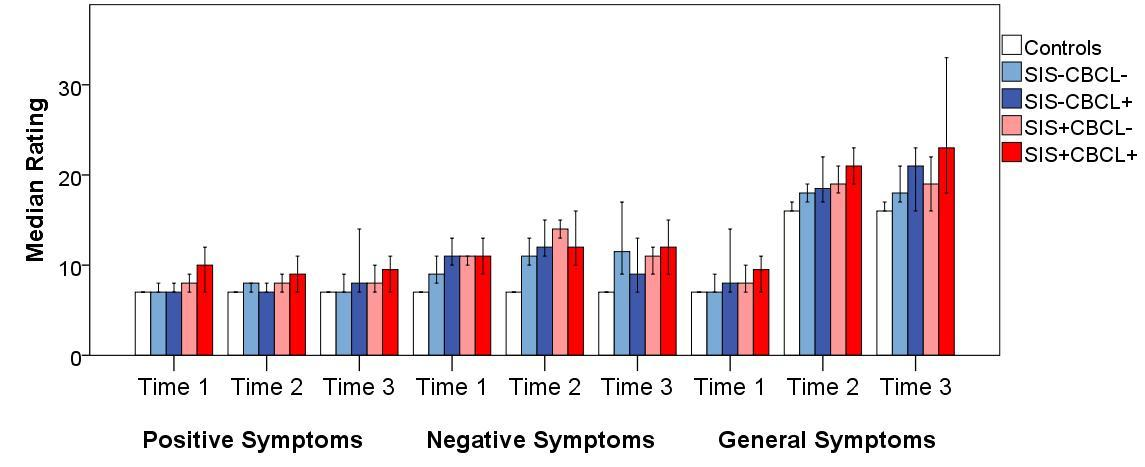 Median Rating
30
20
10
0
Time 1 Time 2 Time 3 Time 1 Time 2 Time 3 Time 1 Time 2 Time 3
Positive Symptoms Negative Symptoms General Symptoms
Controls
SIS-CBCL-
SIS-CBCL+
SIS+CBCL-
SIS+CBCL+